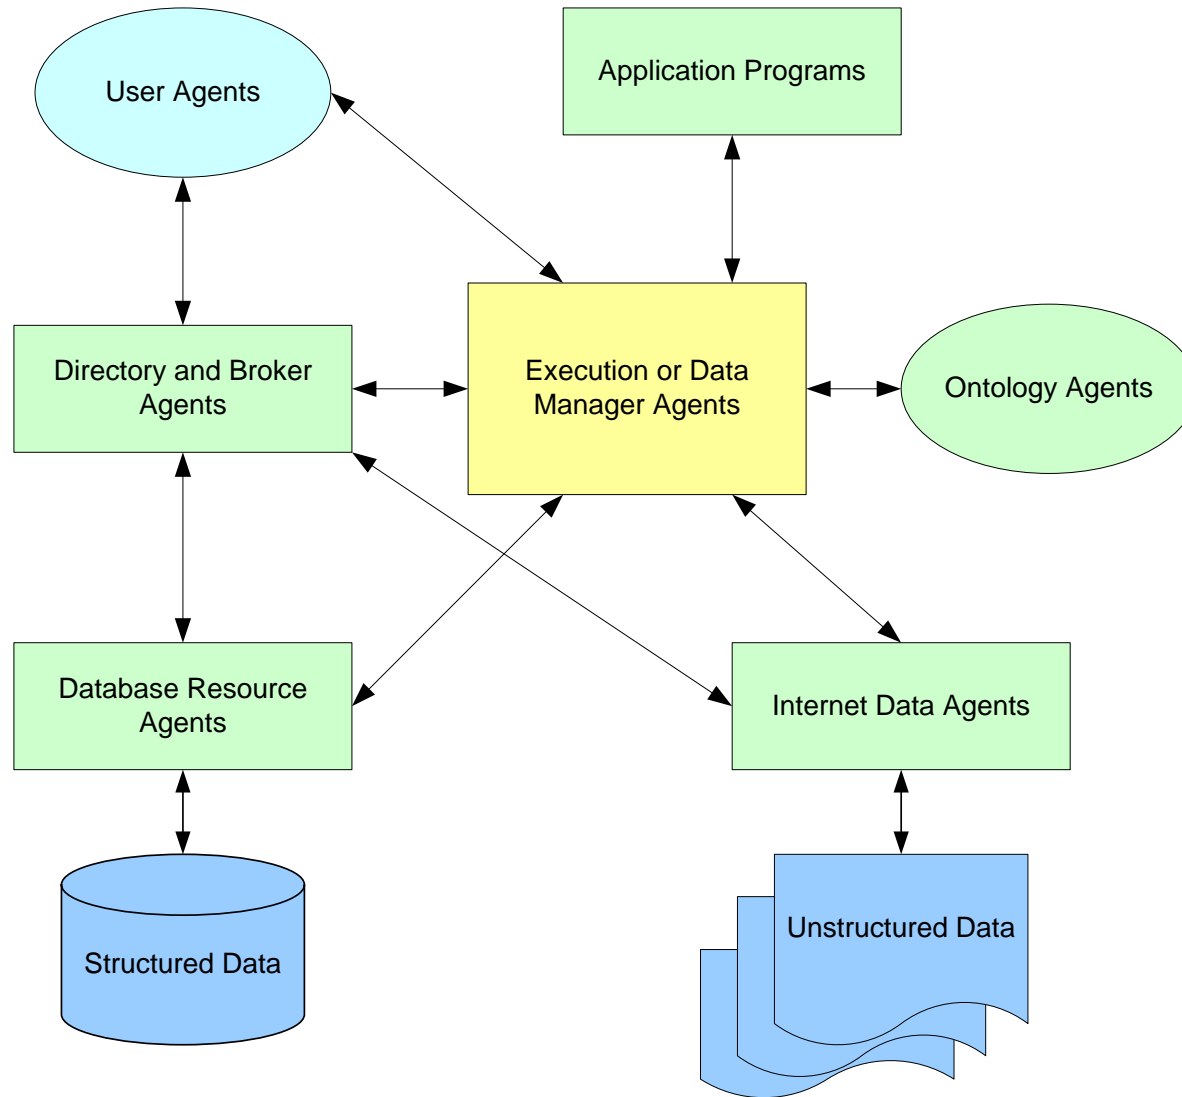 User Agents
Application Programs
Directory and Broker
Agents
Execution or Data
Manager Agents
Ontology Agents
Database Resource
Agents
Internet Data Agents
Structured Data
Unstructured Data